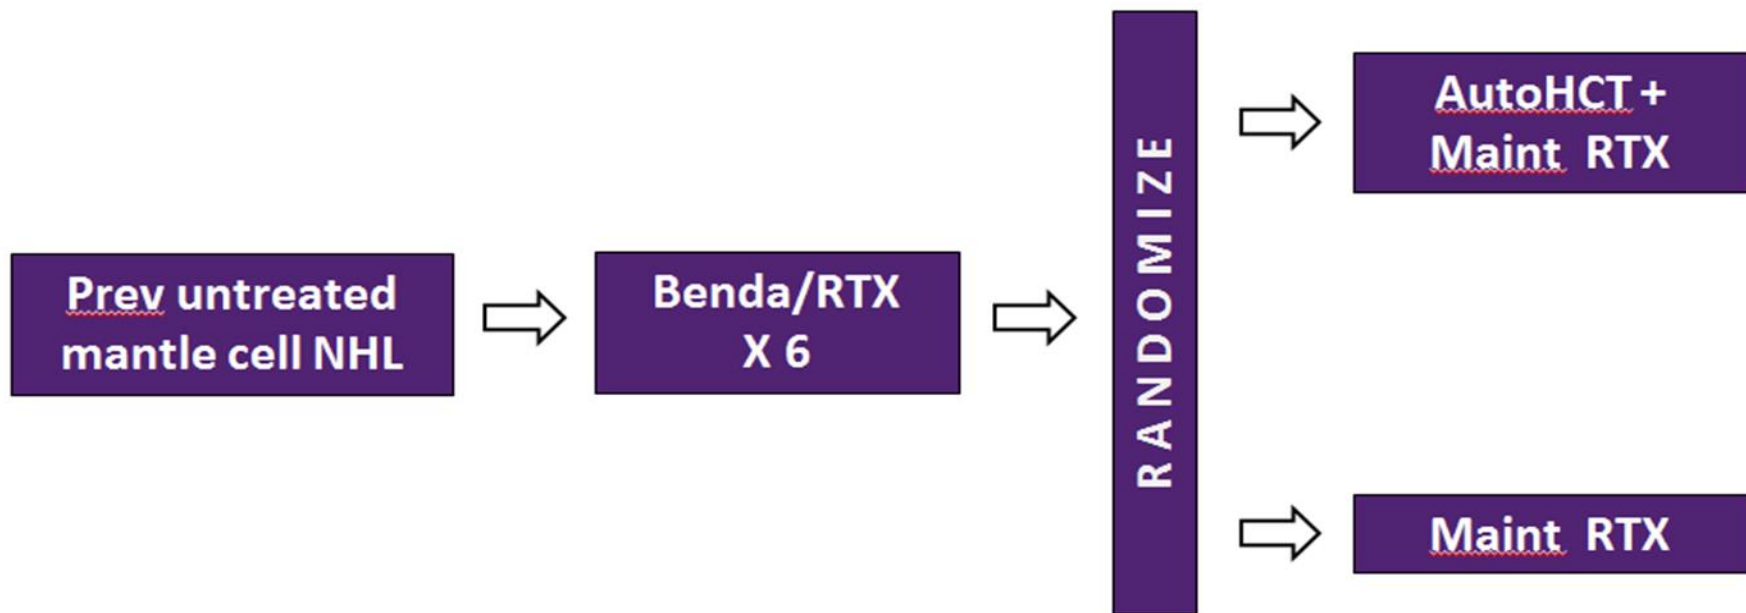 Prev untreated
mantle cell NHL
Benda/RTX
X 6
RANDOMIZE
AutoHCT +
Maint RTX
Maint RTX